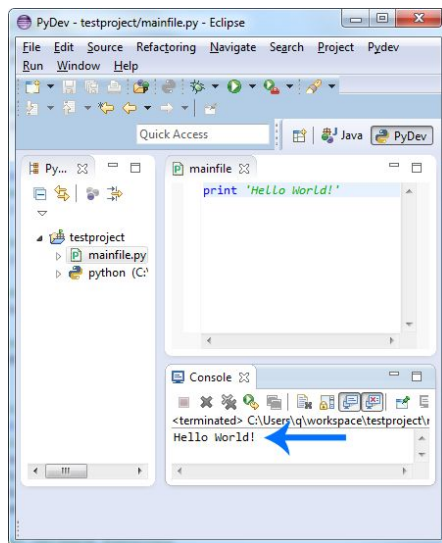 PyDev - testproject/mainfile.py - Eclipse
File Edit Source Refactoring Navigate Search Project Pydev
Run Window Help
Quick Access
Java
PyDev
Py...
mainfile
print 'Hello World!'
testproject
mainfile.py
python (C:\
Console
<terminated> C:\Users\q\workspace\testproject\
Hello World!